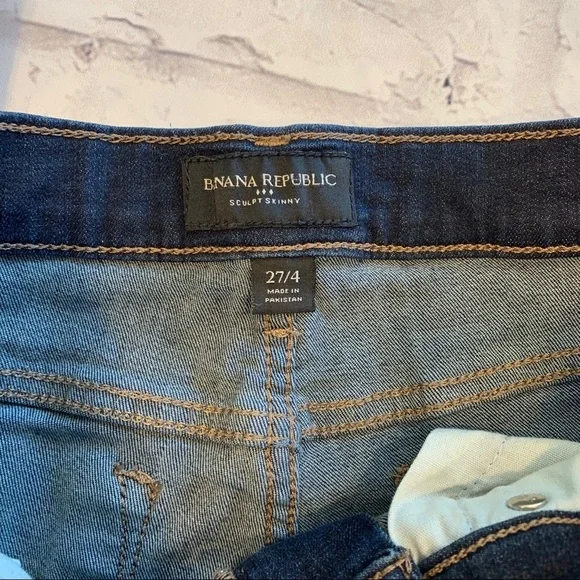 BANANA REPUBLIC
SCULPT SKINNY
27/4
MADE IN
PAKISTAN